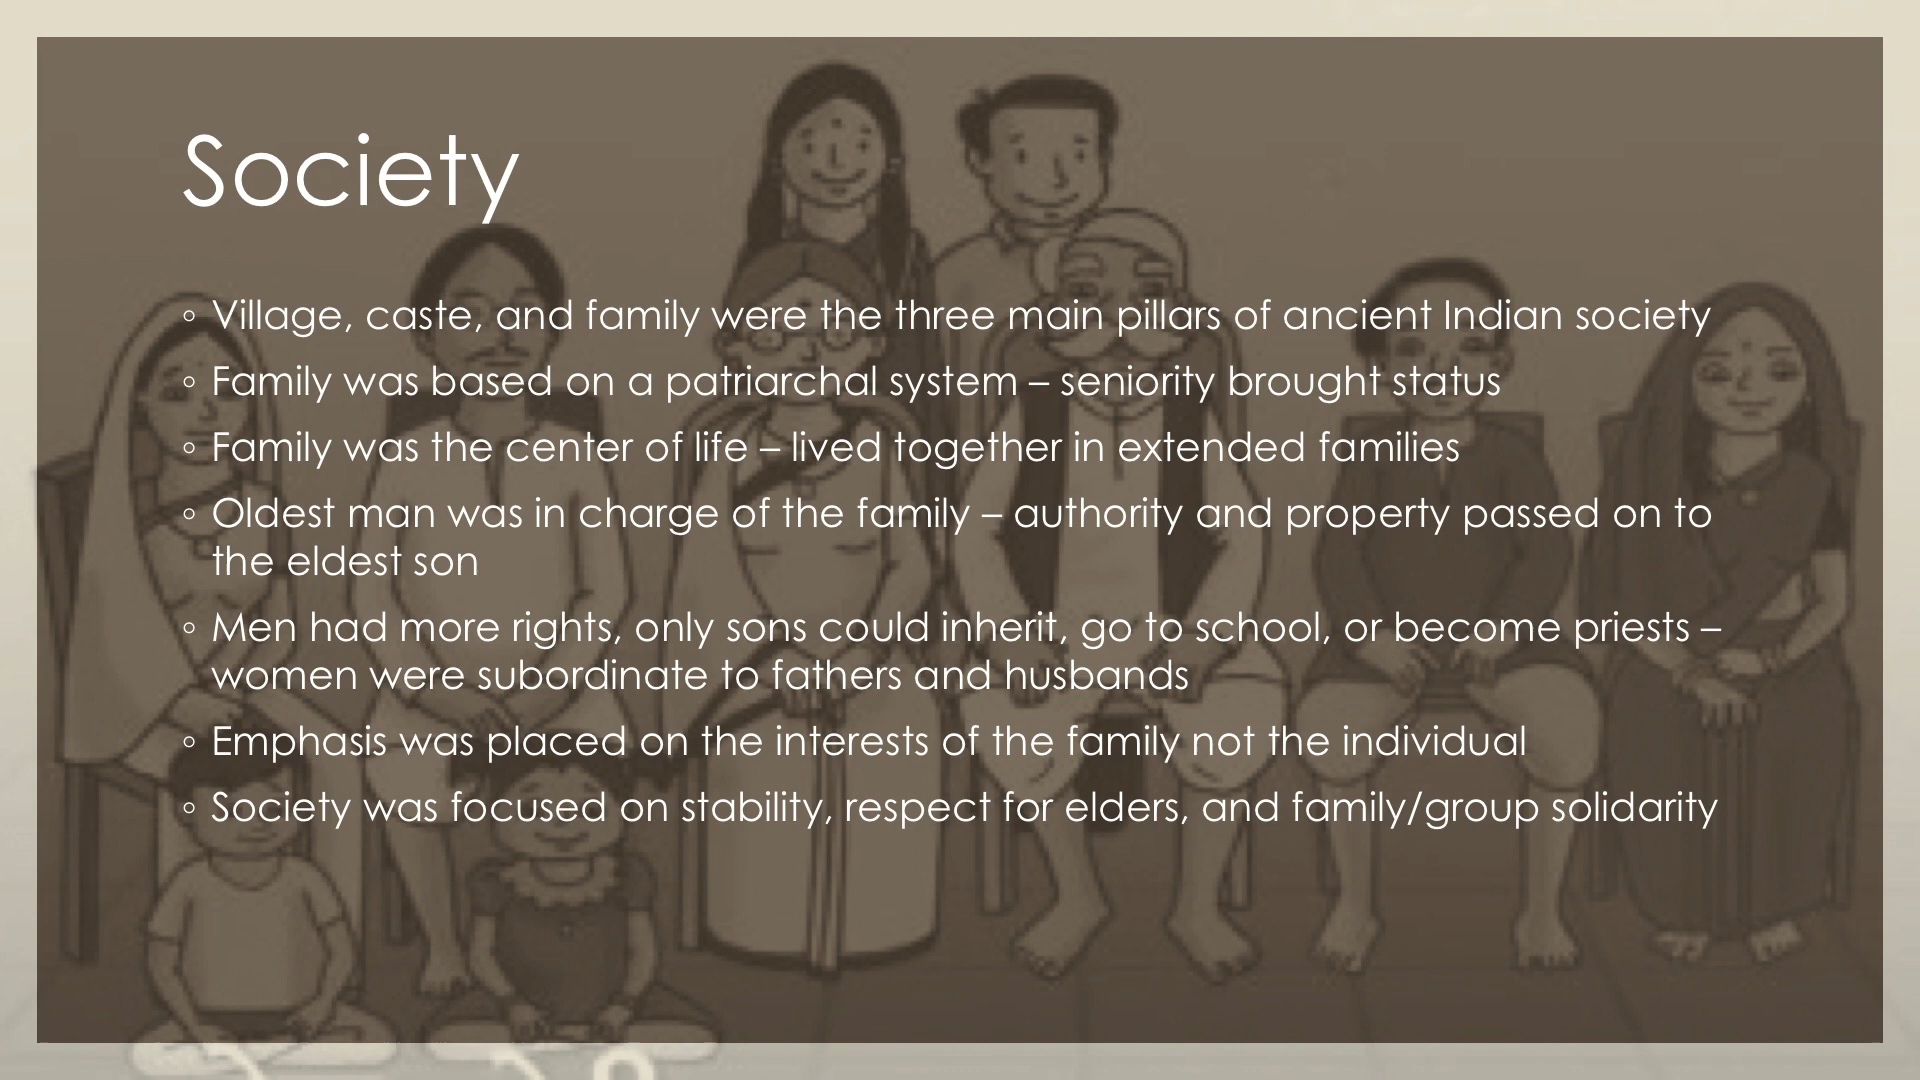 Society
◦ Village, caste, and family were the three main pillars of ancient Indian society
◦ Family was based on a patriarchal system – seniority brought status
◦ Family was the center of life – lived together in extended families
◦ Oldest man was in charge of the family – authority and property passed on to
the eldest son
◦ Men had more rights, only sons could inherit, go to school, or become priests –
women were subordinate to fathers and husbands
◦ Emphasis was placed on the interests of the family not the individual
◦ Society was focused on stability, respect for elders, and family/group solidarity